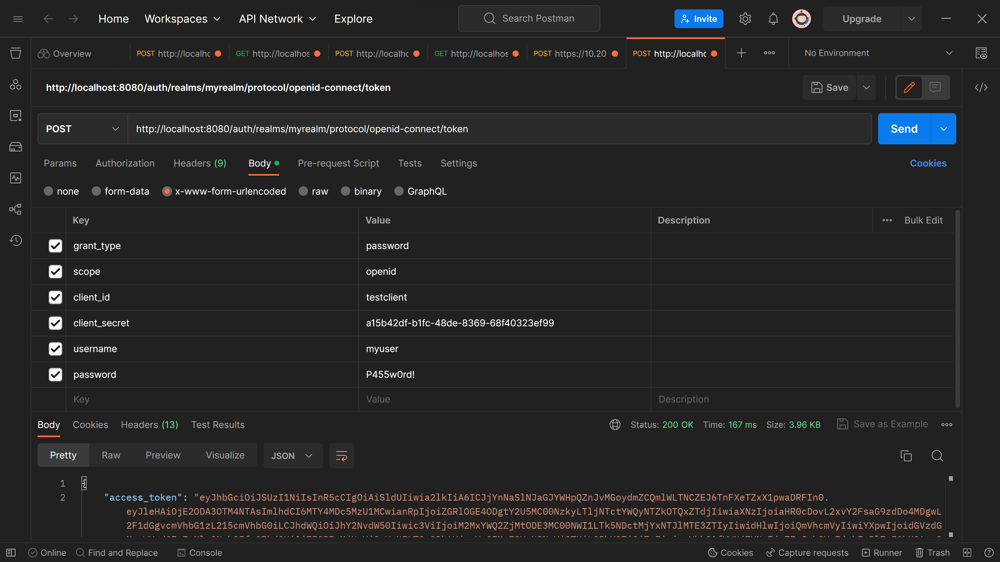 Home Workspaces API Network Explore Search Postman Invite Upgrade
Overview POST http://localhc GET http://localhos POST http://localhc GET http://localhos POST https://10.20 POST http://localhc No Environment
http://localhost:8080/auth/realms/myrealm/protocol/openid-connect/token Save
POST http://localhost:8080/auth/realms/myrealm/protocol/openid-connect/token Send
Params Authorization Headers (9) Body Pre-request Script Tests Settings Cookies
none form-data x-www-form-urlencoded raw binary GraphQL
Key Value Description Bulk Edit
grant_type password
scope openid
client_id testclient
client_secret a15b42df-b1fc-48de-8369-68f40323ef99
username myuser
password P455w0rd!
Key Value Description
Body Cookies Headers (13) Test Results Status: 200 OK Time: 167 ms Size: 3.96 KB Save as Example
Pretty Raw Preview Visualize JSON
1 {
2 "access_token": "eyJhbGciOiJSUzI1NiIsInR5cCIgOiAiSldUIiwia2lkIiA6ICJjYnNaSlNJaGJYWHpQZnJvMGoydmZCQmlWLTNCZEJ6TnFXeTZxX1pwaDRFIn0.
eyJleHAiOjE2ODA3OTM4NTAsImlhdCI6MTY4MDc5MzU1MCwianRpIjoiZGRlOGE4ODgtY2U5MC00NzkyLTljNTctYWQyNTZkOTQxZTdjIiwiaXNzIjoiaHR0cDovL2xvY2FsaG9zdDo4MDgwL
2F1dGgvcmVhbG1zL215cmVhbG0iLCJhdWQiOiJhY2NvdW50Iiwic3ViIjoiM2MxYWQ2ZjMtODE3MC00NWI1LTk5NDctMjYxNTJlMTE3ZTIyIiwidHlwIjoiQmVhcmVyIiwiYXpwIjoidGVzdG
Online Find and Replace Console Cookies Capture requests Runner Trash